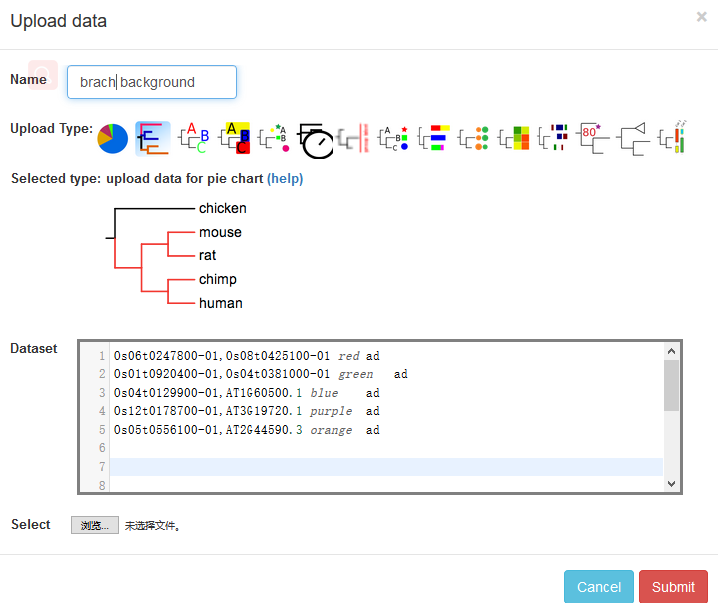 Upload data
×
Name
brach background
Upload Type:
Selected type: upload data for pie chart (help)
chicken
mouse
rat
chimp
human
Dataset
1 Os06t0247800-01,Os08t0425100-01 red ad
2 Os01t0920400-01,Os04t0381000-01 green ad
3 Os04t0129900-01,AT1G60500.1 blue ad
4 Os12t0178700-01,AT3G19720.1 purple ad
5 Os05t0556100-01,AT2G44590.3 orange ad
6
7
8
Select 浏览... 未选择文件。
Cancel Submit